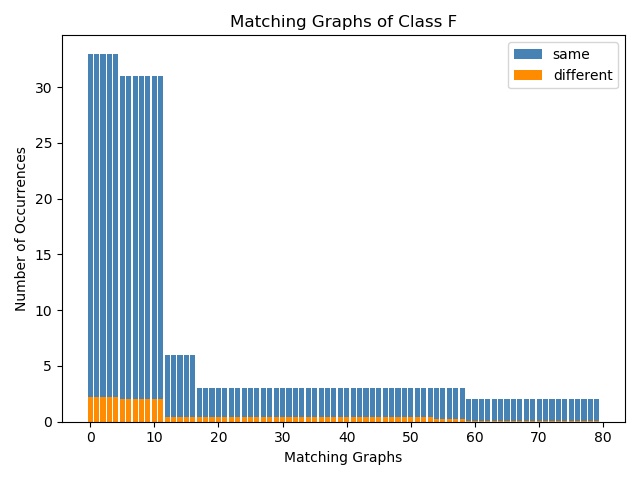 Matching Graphs of Class F
same
different
Number of Occurrences
30
25
20
15
10
5
0
0 10 20 30 40 50 60 70 80
Matching Graphs